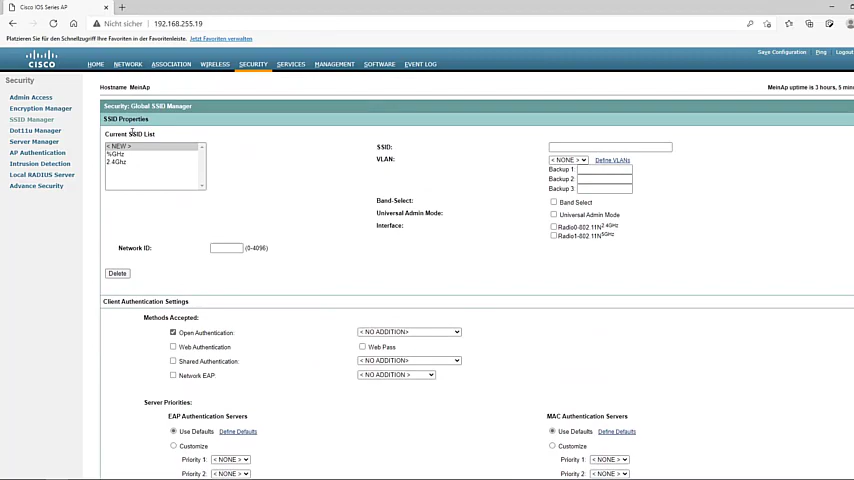 Cisco IOS Series AP
Nicht sicher
192.168.255.19
Platzieren Sie für den Schnellzugriff Ihre Favoriten in der Favoritenleiste. Jetzt Favoriten verwalten
CISCO
HOME NETWORK ASSOCIATION WIRELESS SECURITY SERVICES MANAGEMENT SOFTWARE EVENT LOG
Save Configuration Ping Logout
Security
Admin Access
Encryption Manager
SSID Manager
Dot11u Manager
Server Manager
AP Authentication
Intrusion Detection
Local RADIUS Server
Advance Security
Hostname MeinAp
MeinAp uptime is 3 hours, 5 min
Security: Global SSID Manager
SSID Properties
Current SSID List
< NEW >
%GHz
2 4Ghz
SSID:
VLAN:
< NONE > Define VLANs
Backup 1:
Backup 2:
Backup 3:
Band-Select: Band Select
Universal Admin Mode: Universal Admin Mode
Interface: Radio0-802.11N 2.4GHz
Radio1-802.11N 5GHz
Network ID: (0-4096)
Delete
Client Authentication Settings
Methods Accepted:
Open Authentication: < NO ADDITION>
Web Authentication Web Pass
Shared Authentication: < NO ADDITION>
Network EAP: < NO ADDITION >
Server Priorities:
EAP Authentication Servers
Use Defaults Define Defaults
Customize
Priority 1: < NONE >
Priority 2: < NONE >
MAC Authentication Servers
Use Defaults Define Defaults
Customize
Priority 1: < NONE >
Priority 2: < NONE >